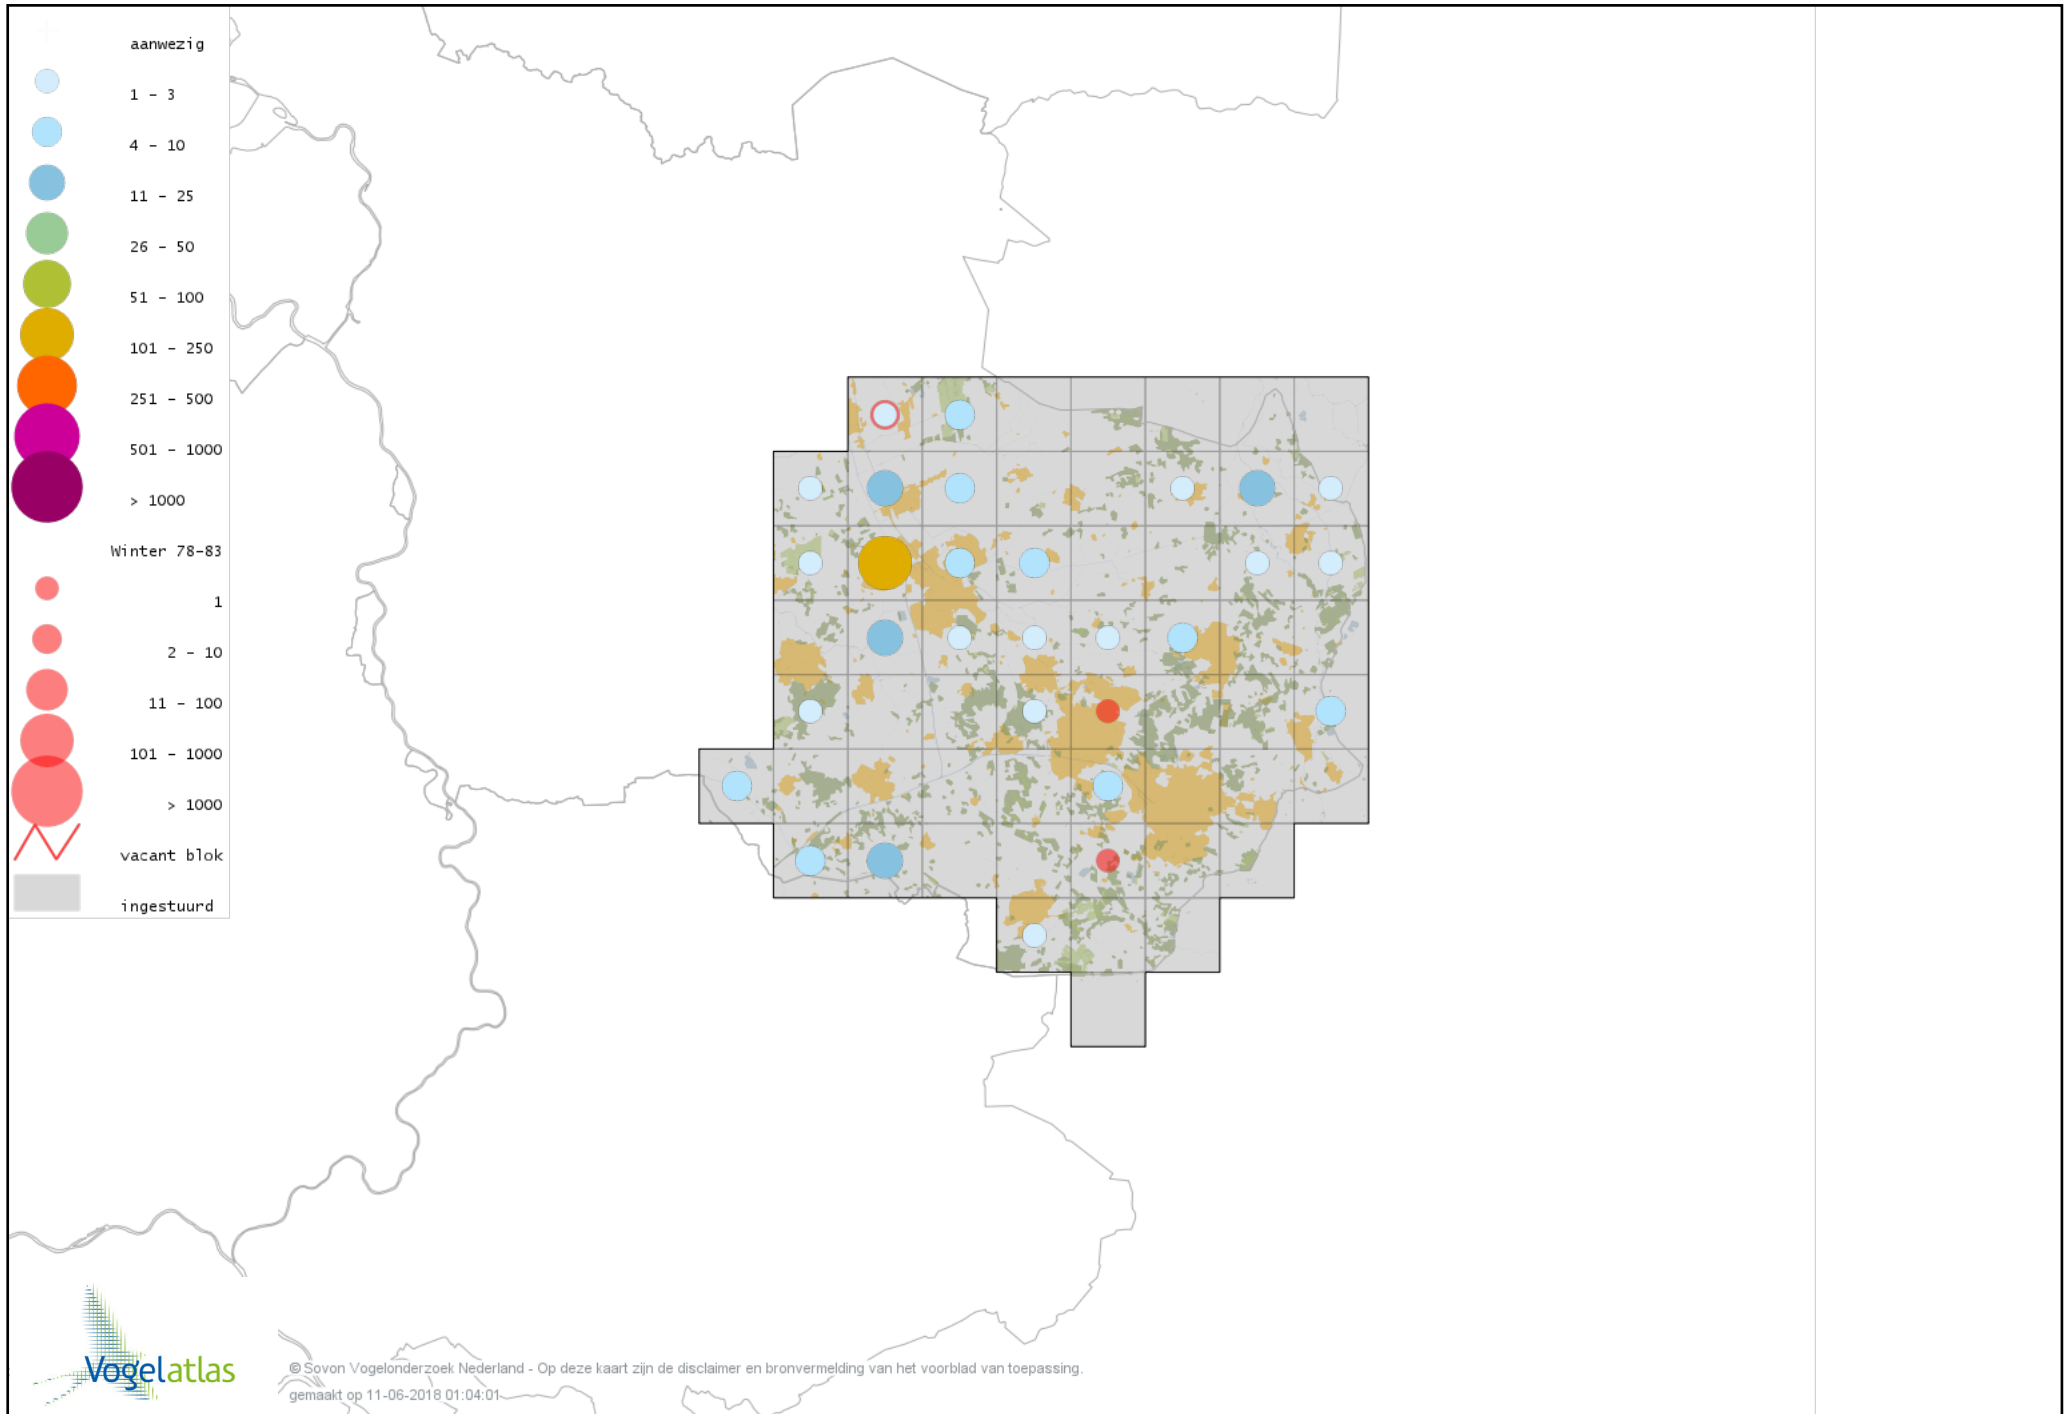 aanwezig
1 - 3
4 - 10
11 - 25
26 - 50
51 - 100
101 - 250
251 - 500
501 - 1000
> 1000
Winter 78-83
1
2 - 10
11 - 100
101 - 1000
> 1000
vacant blok
ingestuurd
Vogelatlas
© Sovon Vogelonderzoek Nederland - Op deze kaart zijn de disclaimer en bronvermelding van het voorblad van toepassing.
gemaakt op 11-06-2018 01:04:01